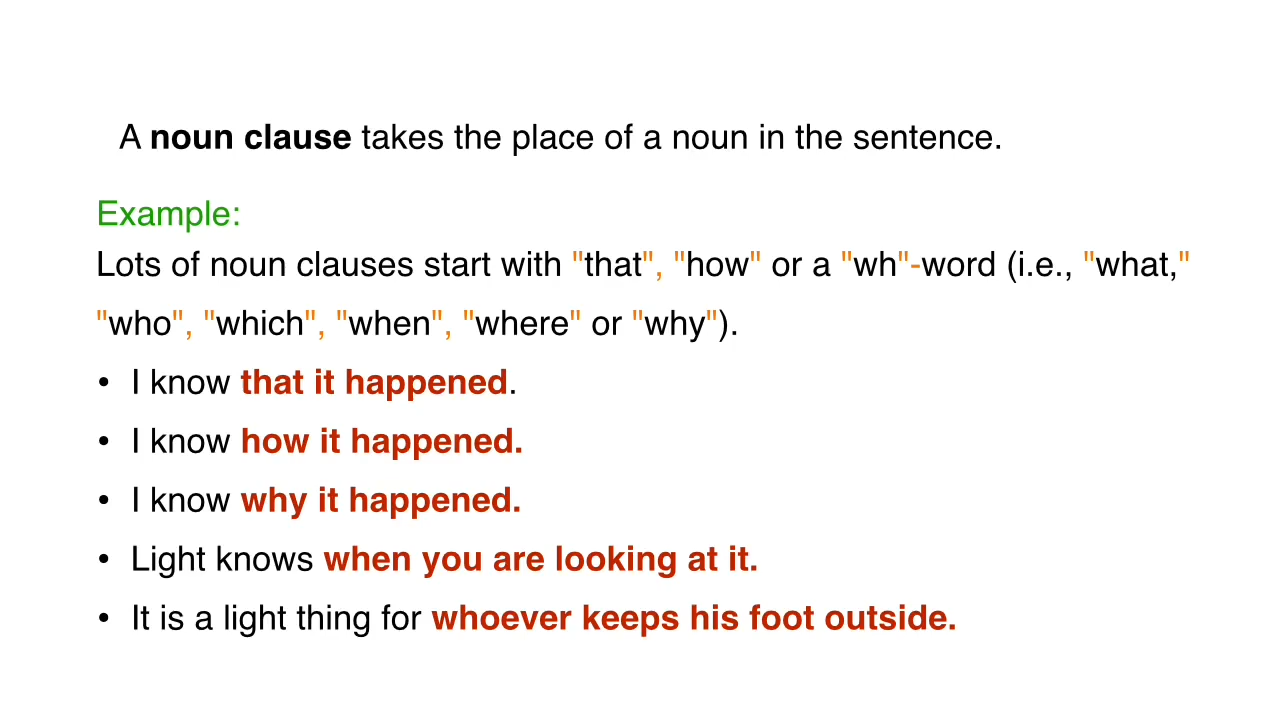 A noun clause takes the place of a noun in the sentence.
Example:
Lots of noun clauses start with "that", "how" or a "wh"-word (i.e., "what,"
"who", "which", "when", "where" or "why").
• I know that it happened.
• I know how it happened.
• I know why it happened.
• Light knows when you are looking at it.
• It is a light thing for whoever keeps his foot outside.